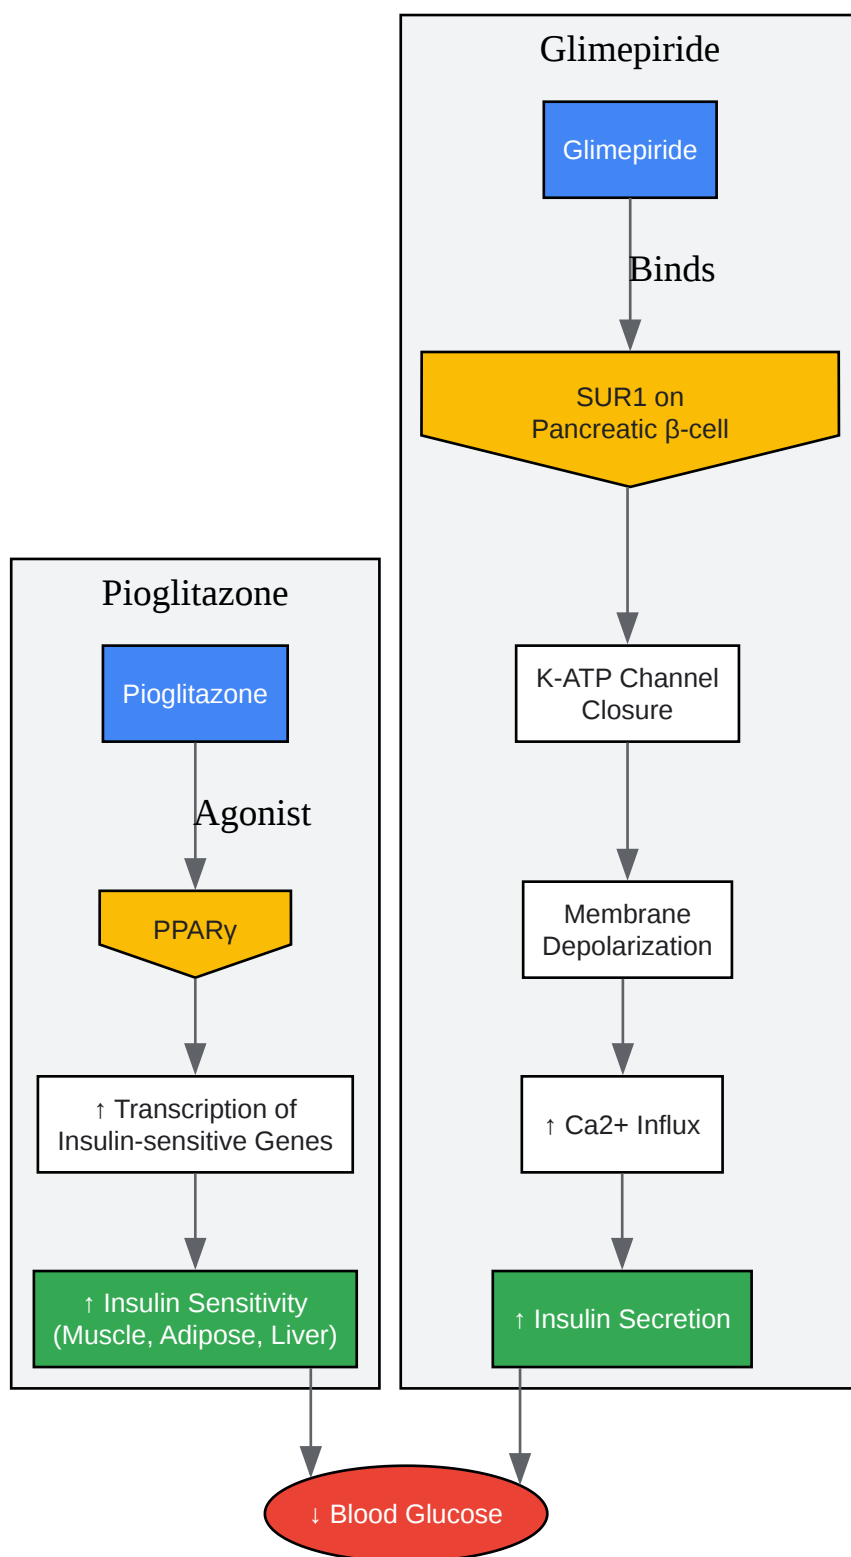 Glimepiride
Glimepiride
Binds
SUR1 on
Pancreatic β-cell
K-ATP Channel
Closure
Membrane
Depolarization
↑ Ca2+ Influx
↑ Insulin Secretion
Pioglitazone
Pioglitazone
Agonist
PPARγ
↑ Transcription of
Insulin-sensitive Genes
↑ Insulin Sensitivity
(Muscle, Adipose, Liver)
↓ Blood Glucose